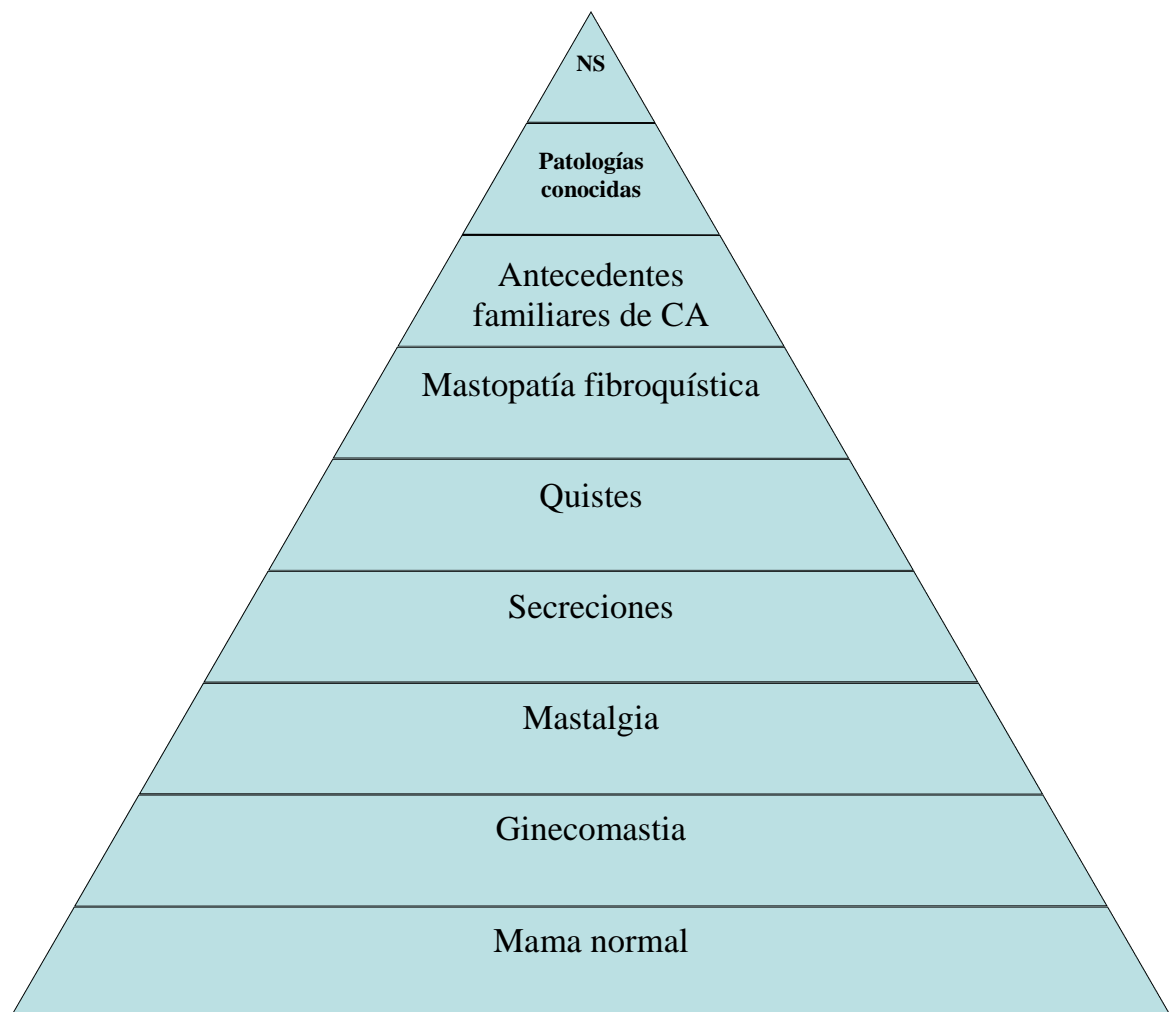 NS
Patologías
conocidas
Antecedentes
familiares de CA
Mastopatía fibroquística
Quistes
Secreciones
Mastalgia
Ginecomastia
Mama normal